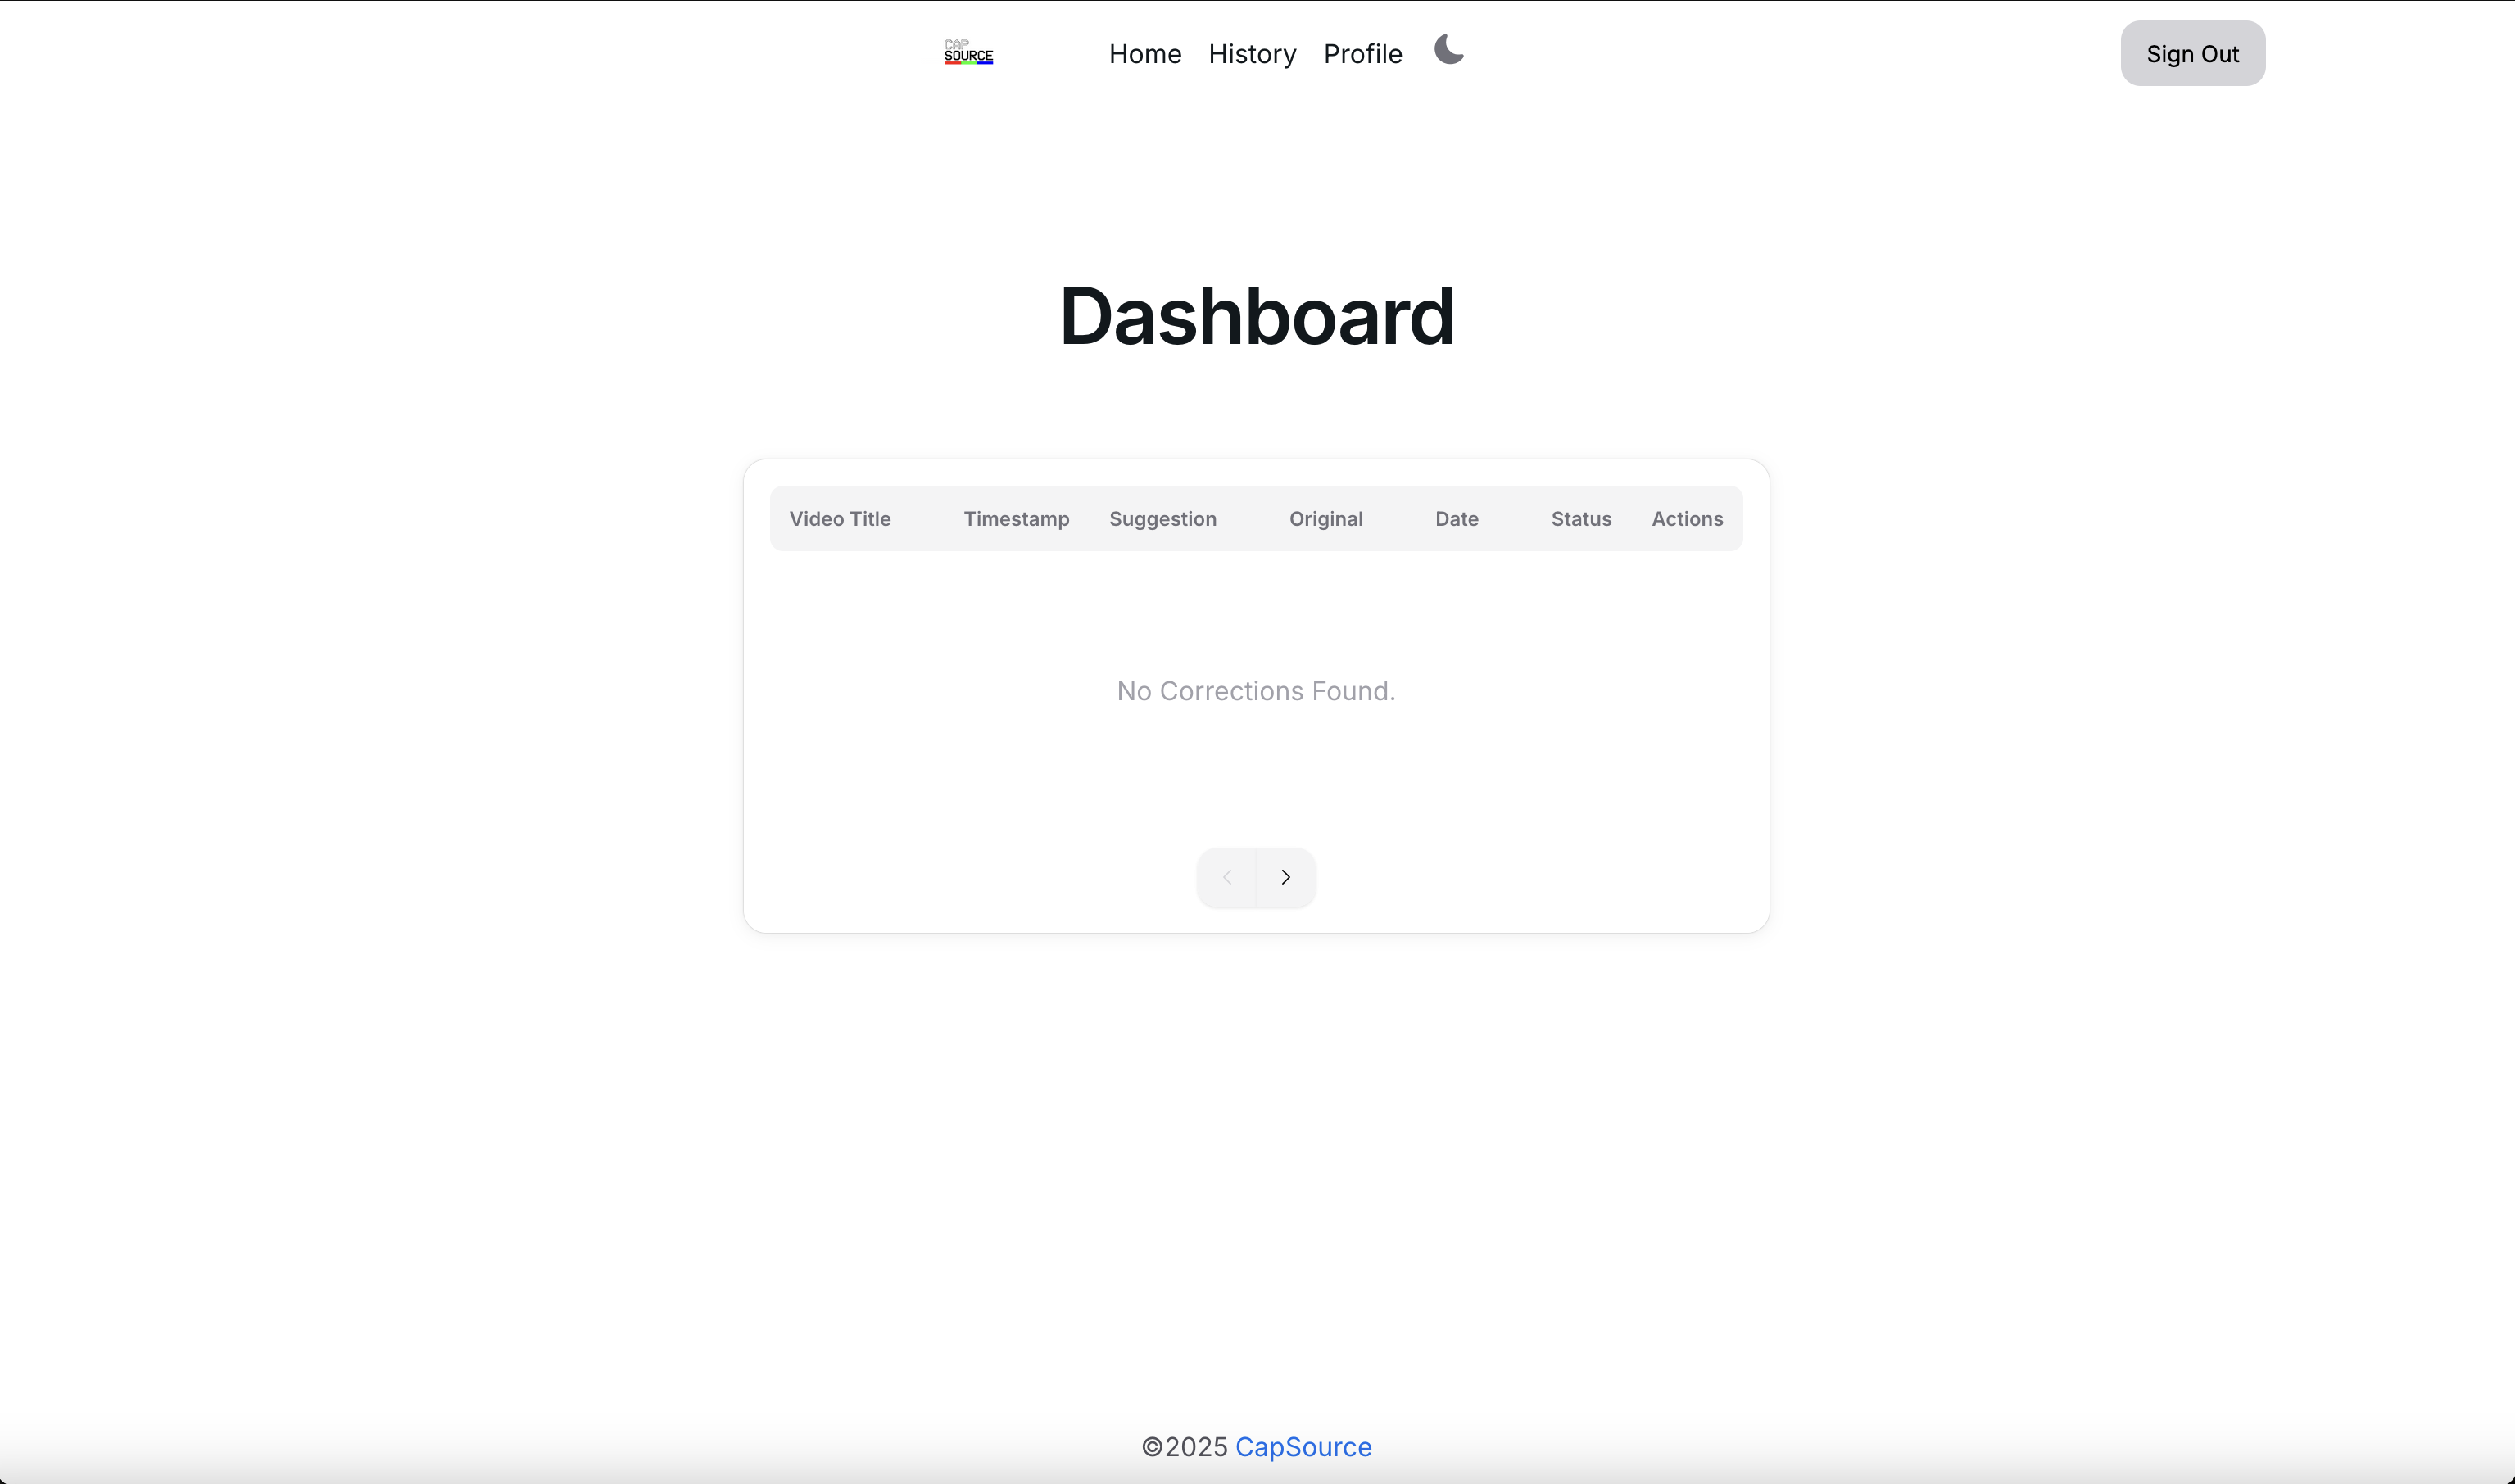 CAP
SOURCE
Home History Profile
Sign Out
Dashboard
Video Title Timestamp Suggestion Original Date Status Actions
No Corrections Found.
©2025 CapSource